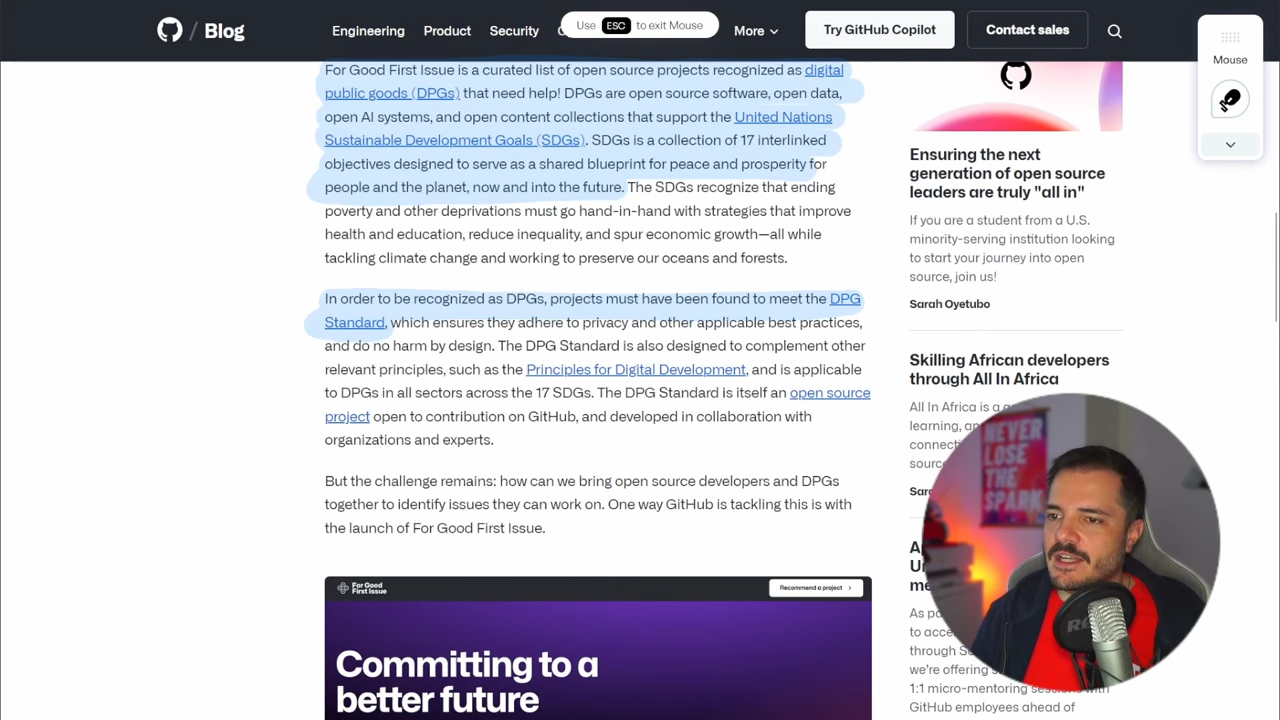 Blog
Engineering
Product
Security
Use ESC to exit Mouse
More
Try GitHub Copilot
Contact sales
Mouse
For Good First Issue is a curated list of open source projects recognized as digital
public goods (DPGs) that need help! DPGs are open source software, open data,
open AI systems, and open content collections that support the United Nations
Sustainable Development Goals (SDGs). SDGs is a collection of 17 interlinked
objectives designed to serve as a shared blueprint for peace and prosperity for
people and the planet, now and into the future. The SDGs recognize that ending
poverty and other deprivations must go hand-in-hand with strategies that improve
health and education, reduce inequality, and spur economic growth—all while
tackling climate change and working to preserve our oceans and forests.
In order to be recognized as DPGs, projects must have been found to meet the DPG
Standard, which ensures they adhere to privacy and other applicable best practices,
and do no harm by design. The DPG Standard is also designed to complement other
relevant principles, such as the Principles for Digital Development, and is applicable
to DPGs in all sectors across the 17 SDGs. The DPG Standard is itself an open source
project open to contribution on GitHub, and developed in collaboration with
organizations and experts.
But the challenge remains: how can we bring open source developers and DPGs
together to identify issues they can work on. One way GitHub is tackling this is with
the launch of For Good First Issue.
For Good
First Issue
Recommend a project
Committing to a
better future
Ensuring the next
generation of open source
leaders are truly "all in"
If you are a student from a U.S.
minority-serving institution looking
to start your journey into open
source, join us!
Sarah Oyetubo
Skilling African developers
through All In Africa
All In Africa is a
learning,
source
NEVER
LOSE
THE
SPARK
As
to
through
we're offering
1:1 micro-mentoring sessions with
GitHub employees ahead of